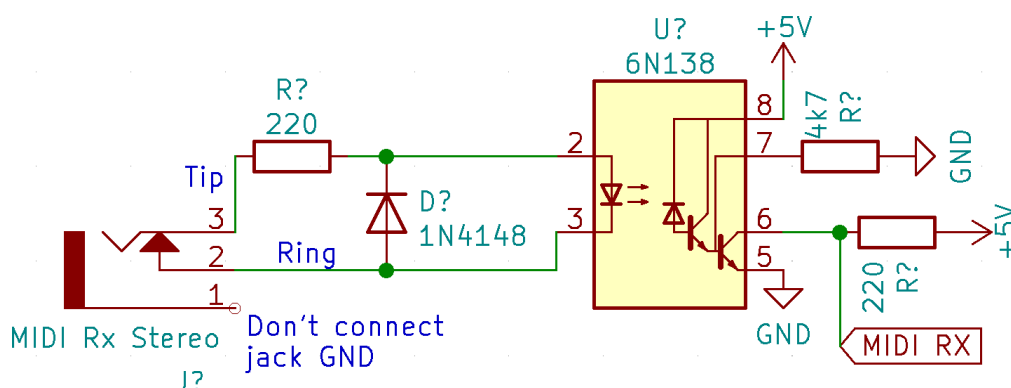 U?
6N138
+5V
R?
220
8
4k7
R?
2
7
GND
Tip
D?
1N4148
3
3
6
+5V
Ring
2
5
220
R?
1
GND
Don't connect
jack GND
MIDI Rx Stereo
MIDI RX
J?